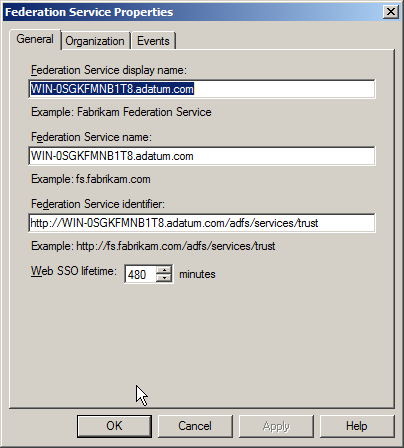 Federation Service Properties
General Organization Events
Federation Service display name:
WIN-0SGKFMNB1T8.adatum.com
Example: Fabrikam Federation Service
Federation Service name:
WIN-0SGKFMNB1T8.adatum.com
Example: fs.fabrikam.com
Federation Service identifier:
http://WIN-0SGKFMNB1T8.adatum.com/adfs/services/trust
Example: http://fs.fabrikam.com/adfs/services/trust
Web SSO lifetime: 480 minutes
OK Cancel Apply Help